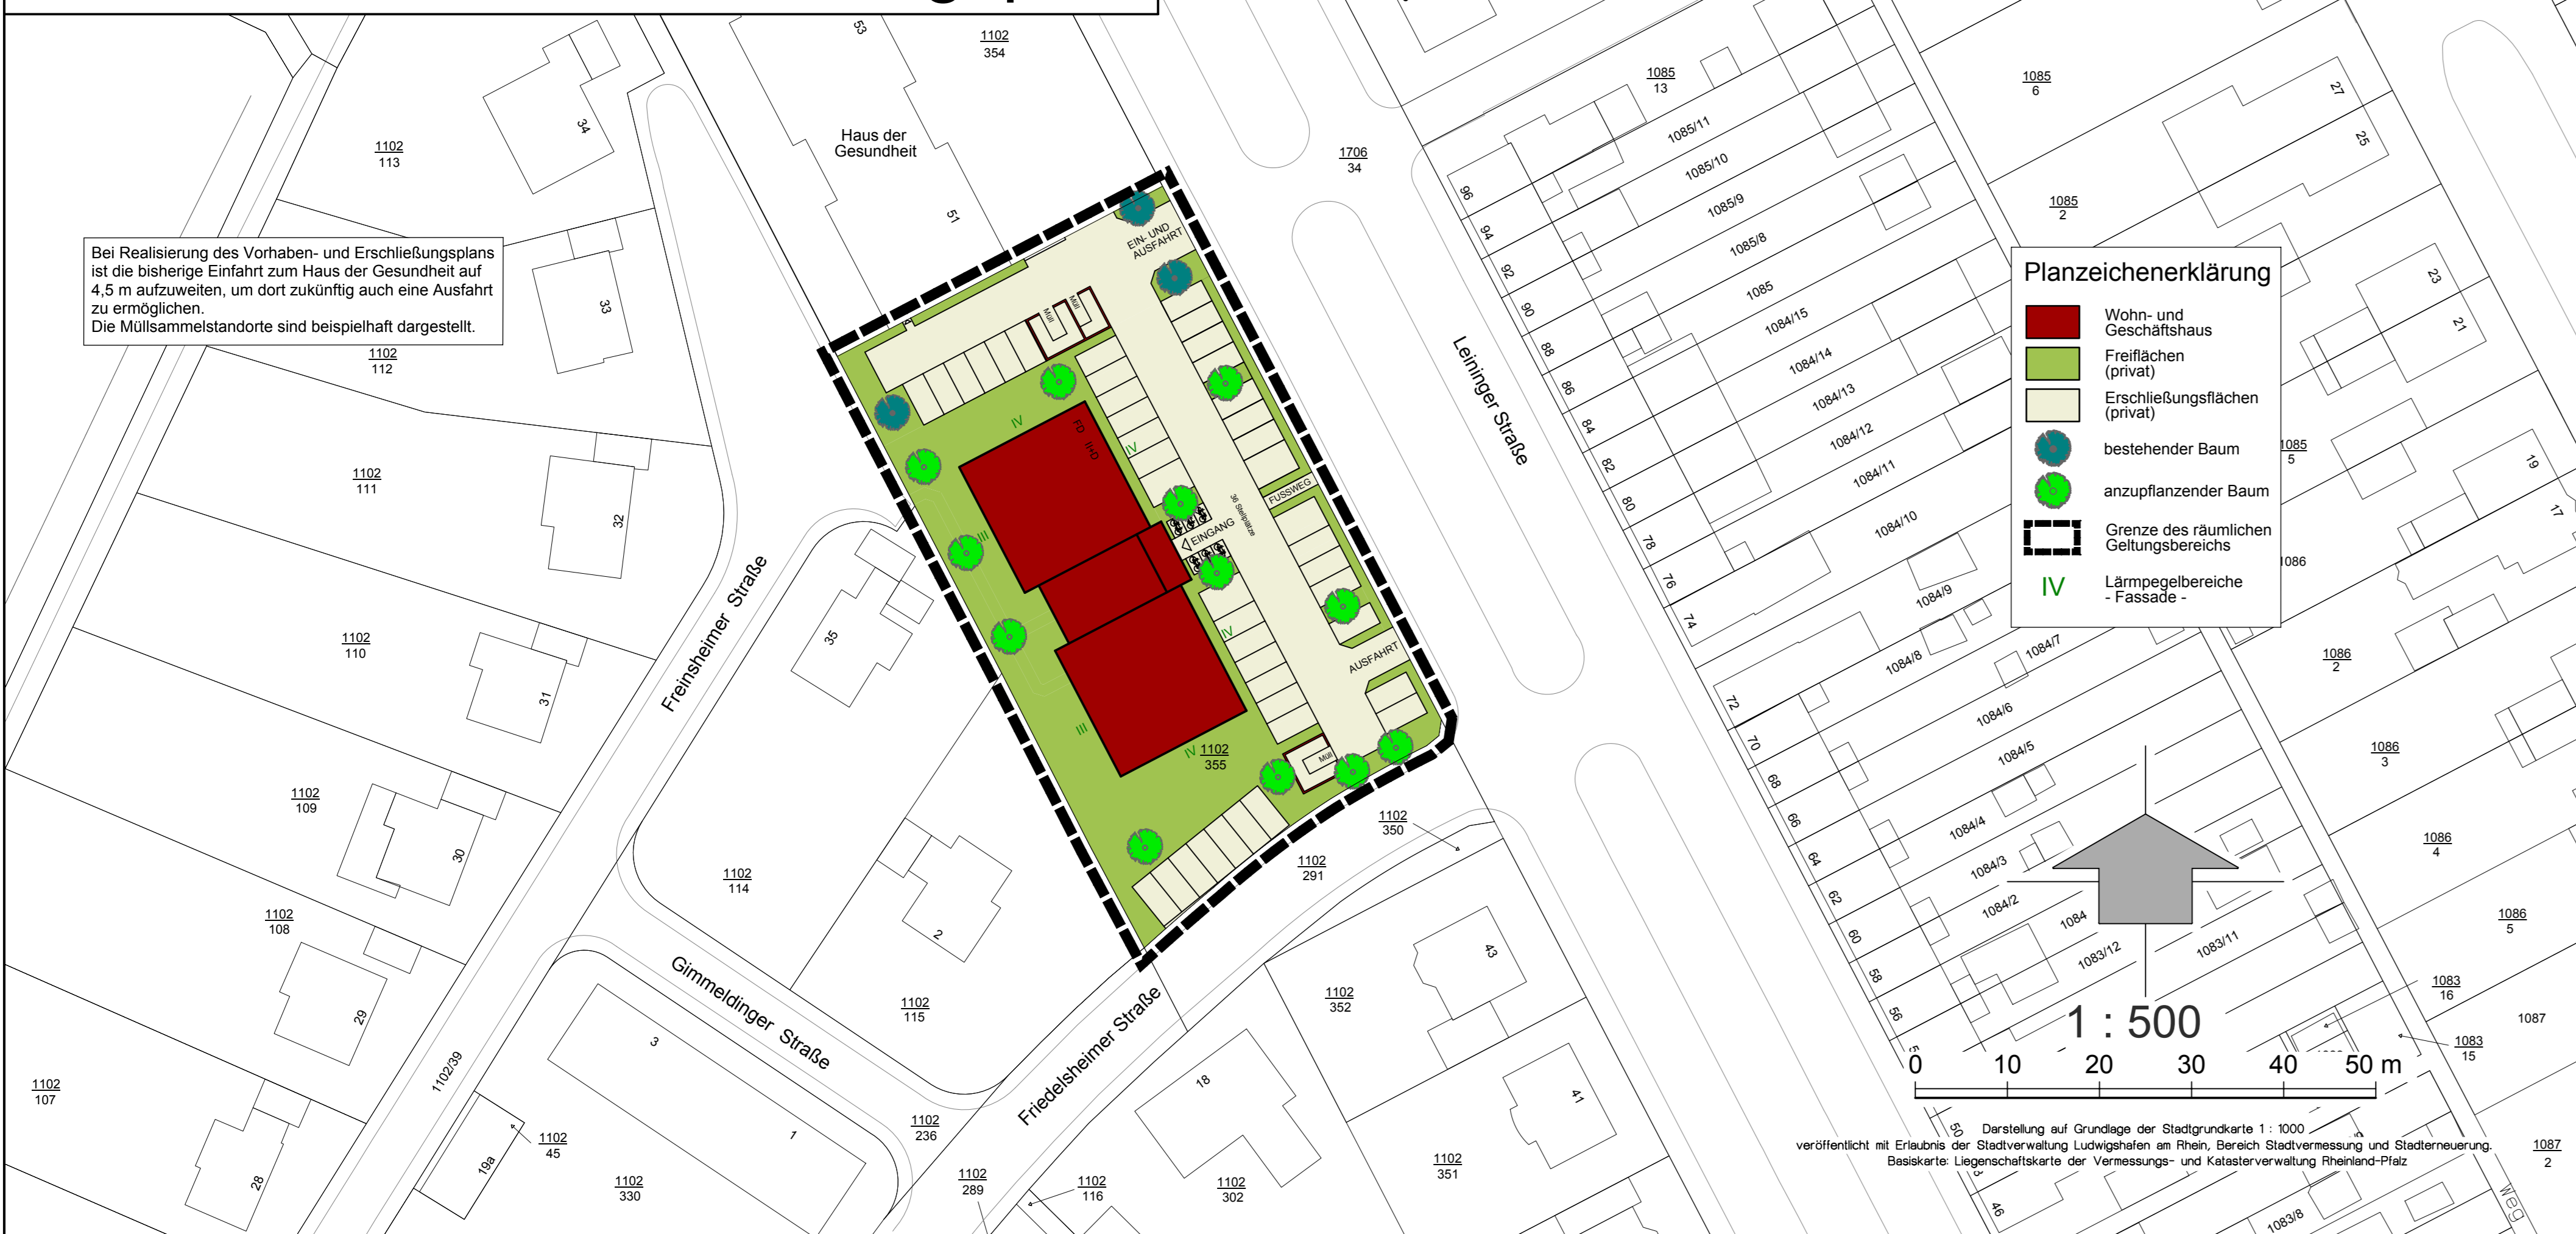 Bei Realisierung des Vorhaben- und Erschließungsplans
ist die bisherige Einfahrt zum Haus der Gesundheit auf
4,5 m aufzuweiten, um dort zukünftig auch eine Ausfahrt
zu ermöglichen.
Die Müllsammelstandorte sind beispielhaft dargestellt.
Haus der
Gesundheit
53
51
1102
354
1102
113
34
33
1102
112
1102
111
32
1102
110
31
1102
109
30
1102
108
29
1102
107
28
1102/39
19a
1102
45
1102
330
3
1
Freinsheimer Straße
Gimmeldinger Straße
Friedelsheimer Straße
Leininger Straße
35
1102
114
2
1102
115
1102
236
1102
289
1102
116
18
1102
302
1102
291
1102
350
1102
352
43
41
1102
351
EIN- UND
AUSFAHRT
Müll
Müll
IV
FD II+D
IV
36 Stellplätze
FUSSWEG
EINGANG
III
IV
AUSFAHRT
III
IV
1102
355
Müll
1706
34
1085
13
1085/11
1085/10
1085/9
1085/8
1085
1084/15
1084/14
1084/13
1084/12
1084/11
1084/10
1084/9
1084/8
1084/7
1084/6
1084/5
1084/4
1084/3
1084/2
1084
1083/12
1083/11
1083/8
96
94
92
90
88
86
84
82
80
78
76
74
72
70
68
66
64
62
60
58
56
50
46
1085
6
1085
2
27
25
23
21
1085
5
19
17
1086
1086
2
1086
3
1086
4
1086
5
1083
16
1087
1083
15
1087
2
Weg
Planzeichenerklärung
Wohn- und
Geschäftshaus
Freiflächen
(privat)
Erschließungsflächen
(privat)
bestehender Baum
anzupflanzender Baum
Grenze des räumlichen
Geltungsbereichs
IV
Lärmpegelbereiche
- Fassade -
1 : 500
0 10 20 30 40 50 m
Darstellung auf Grundlage der Stadtgrundkarte 1 : 1000
veröffentlicht mit Erlaubnis der Stadtverwaltung Ludwigshafen am Rhein, Bereich Stadtvermessung und Stadterneuerung.
Basiskarte: Liegenschaftskarte der Vermessungs- und Katasterverwaltung Rheinland-Pfalz